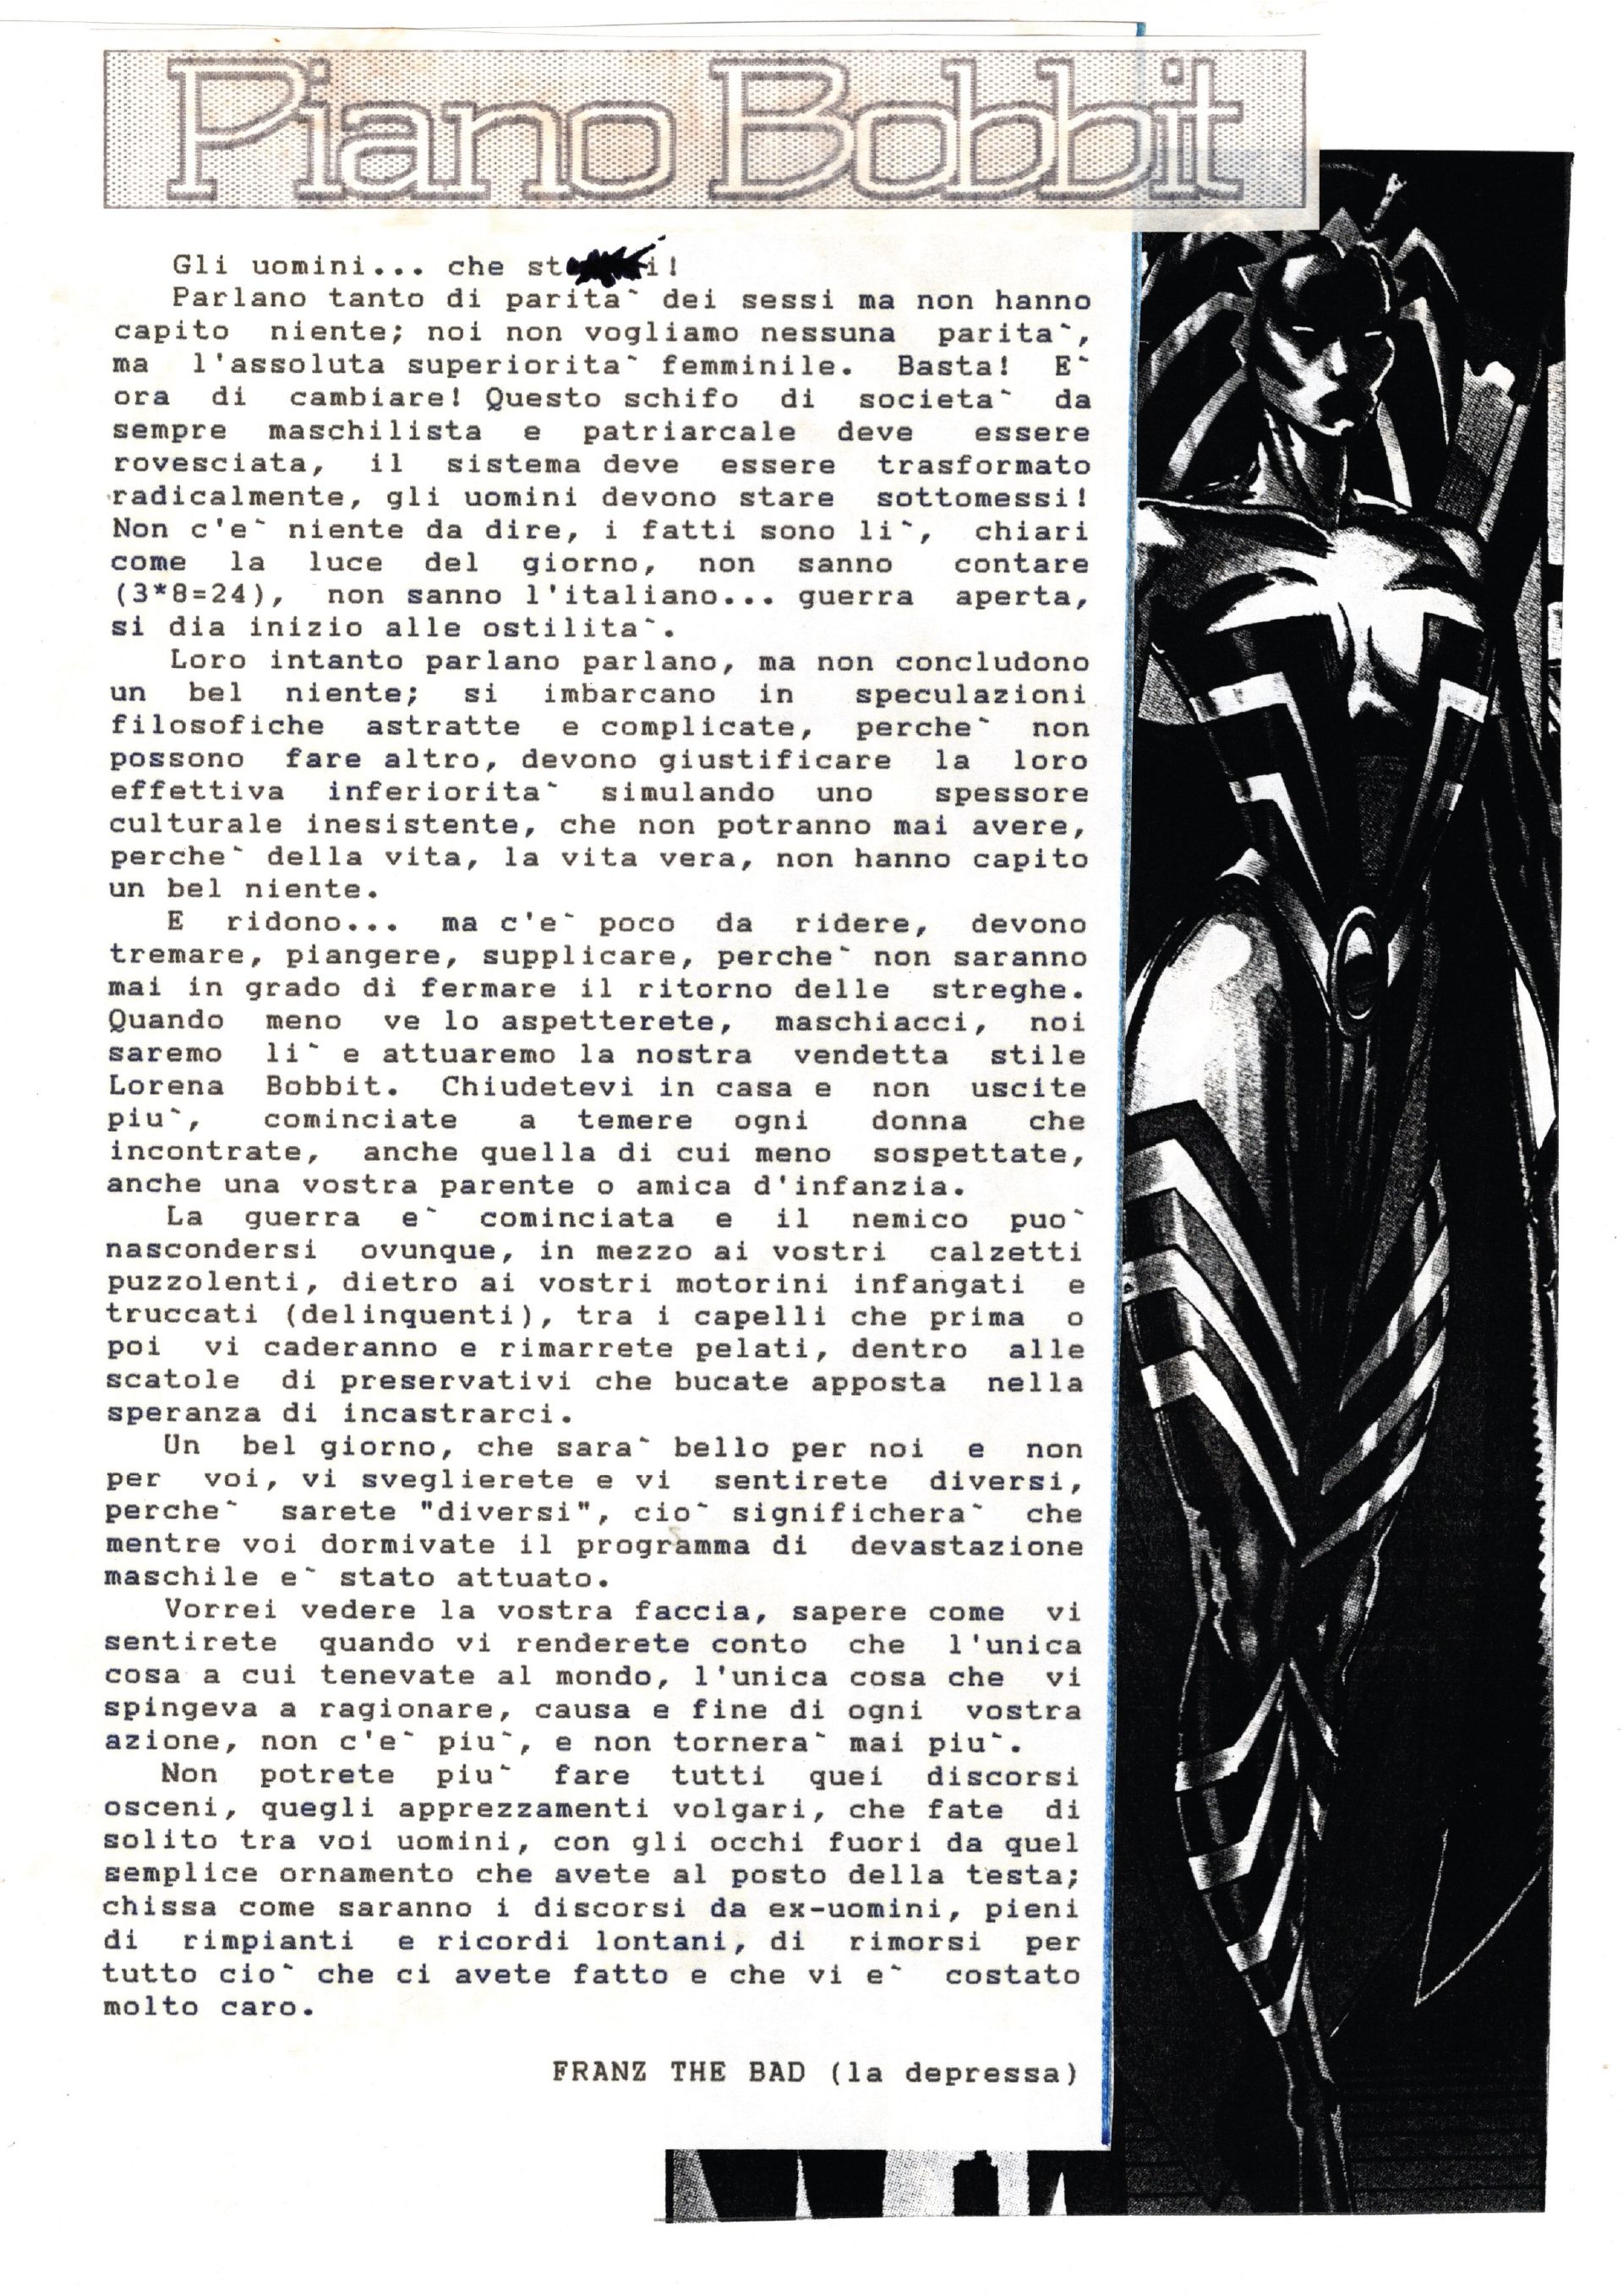 Piano Bobbit
Gli uomini... che st i!
Parlano tanto di parita` dei sessi ma non hanno
capito niente; noi non vogliamo nessuna parita`,
ma l'assoluta superiorita` femminile. Basta! E`
ora di cambiare! Questo schifo di societa` da
sempre maschilista e patriarcale deve essere
rovesciata, il sistema deve essere trasformato
radicalmente, gli uomini devono stare sottomessi!
Non c'e` niente da dire, i fatti sono li`, chiari
come la luce del giorno, non sanno contare
(3*8=24), non sanno l'italiano... guerra aperta,
si dia inizio alle ostilita`.
Loro intanto parlano parlano, ma non concludono
un bel niente; si imbarcano in speculazioni
filosofiche astratte e complicate, perche` non
possono fare altro, devono giustificare la loro
effettiva inferiorita` simulando uno spessore
culturale inesistente, che non potranno mai avere,
perche` della vita, la vita vera, non hanno capito
un bel niente.
E ridono... ma c'e` poco da ridere, devono
tremare, piangere, supplicare, perche` non saranno
mai in grado di fermare il ritorno delle streghe.
Quando meno ve lo aspetterete, maschiacci, noi
saremo li` e attuaremo la nostra vendetta stile
Lorena Bobbit. Chiudetevi in casa e non uscite
piu`, cominciate a temere ogni donna che
incontrate, anche quella di cui meno sospettate,
anche una vostra parente o amica d'infanzia.
La guerra e` cominciata e il nemico puo`
nascondersi ovunque, in mezzo ai vostri calzetti
puzzolenti, dietro ai vostri motorini infangati e
truccati (delinquenti), tra i capelli che prima o
poi vi caderanno e rimarrete pelati, dentro alle
scatole di preservativi che bucate apposta nella
speranza di incastrarci.
Un bel giorno, che sara` bello per noi e non
per voi, vi sveglierete e vi sentirete diversi,
perche` sarete "diversi", cio` significhera` che
mentre voi dormivate il programma di devastazione
maschile e` stato attuato.
Vorrei vedere la vostra faccia, sapere come vi
sentirete quando vi renderete conto che l'unica
cosa a cui tenevate al mondo, l'unica cosa che vi
spingeva a ragionare, causa e fine di ogni vostra
azione, non c'e` piu`, e non tornera` mai piu`.
Non potrete piu` fare tutti quei discorsi
osceni, quegli apprezzamenti volgari, che fate di
solito tra voi uomini, con gli occhi fuori da quel
semplice ornamento che avete al posto della testa;
chissa come saranno i discorsi da ex-uomini, pieni
di rimpianti e ricordi lontani, di rimorsi per
tutto cio` che ci avete fatto e che vi e` costato
molto caro.
FRANZ THE BAD (la depressa)